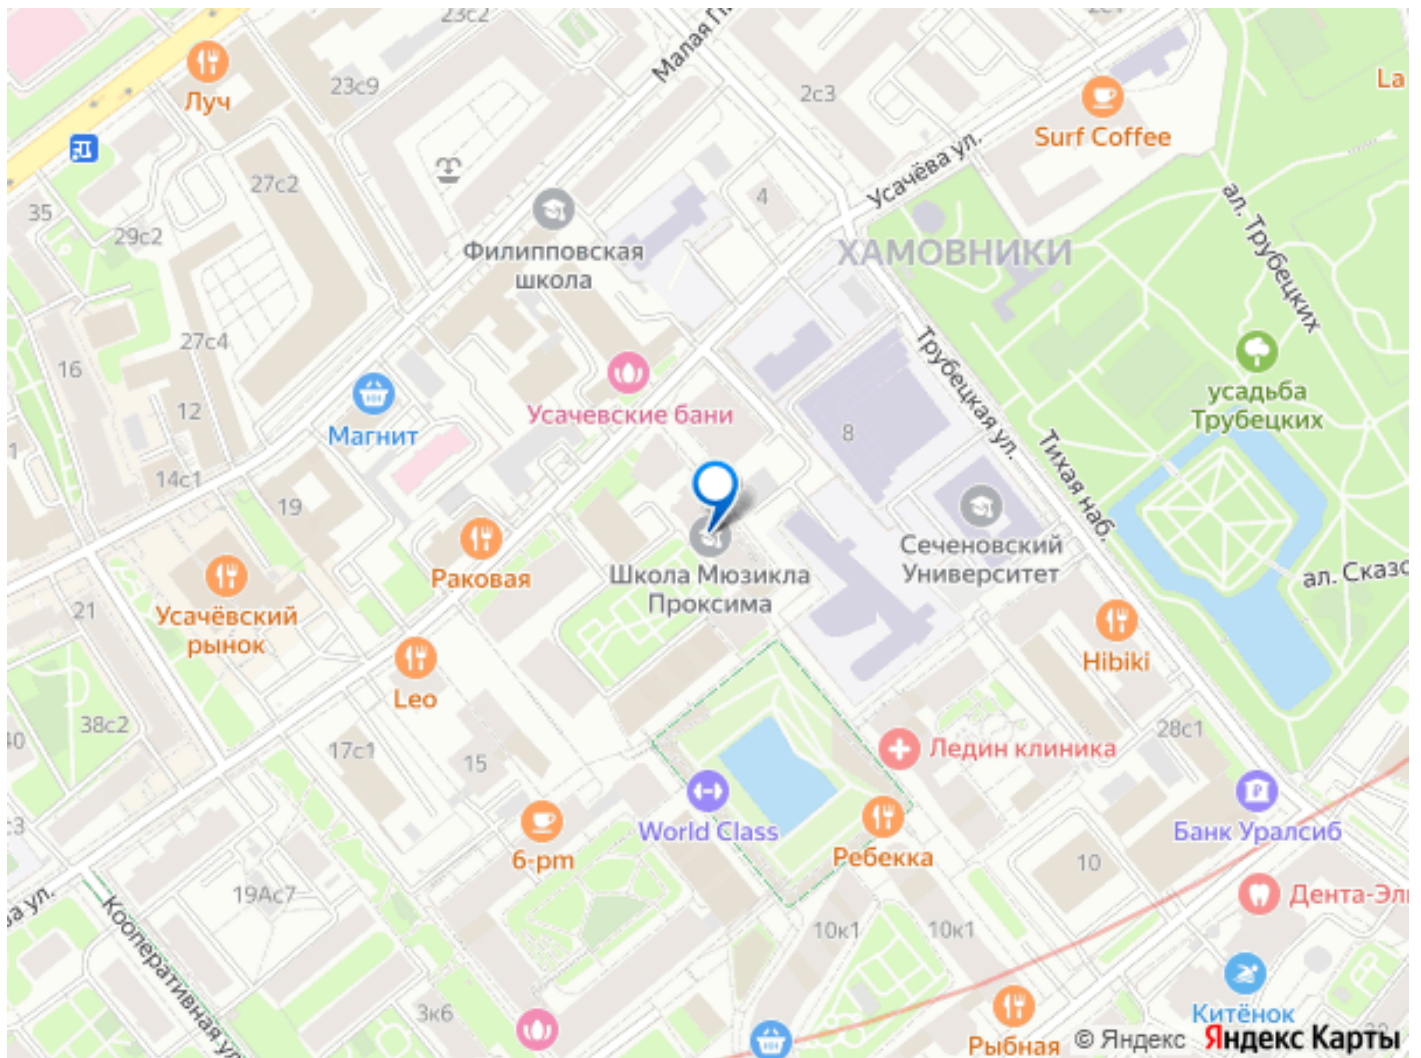 23с2
Малая П
Луч
23с9
2с3
La
Surf Coffee
Усачёва ул.
27с2
4
ал. Трубецких
35
29с2
Филипповская
школа
ХАМОВНИКИ
27с4
16
Трубецкая ул.
усадьба
Трубецких
12
Усачевские бани
Магнит
8
Тихая наб.
14с1
19
Сеченовский
Университет
Раковая
Школа Мюзикла
Проксима
ал. Сказо
21
Усачёвский
рынок
Hibiki
Leo
38с2
40
17с1
15
28с1
Ледин клиника
World Class
Банк Уралсиб
6-pm
Ребекка
10
19Ас7
Дента-Эл
ва ул.
Кооперативная ул
10к1
10к1
3к6
Китёнок
Рыбная
© Яндекс Яндекс Карты